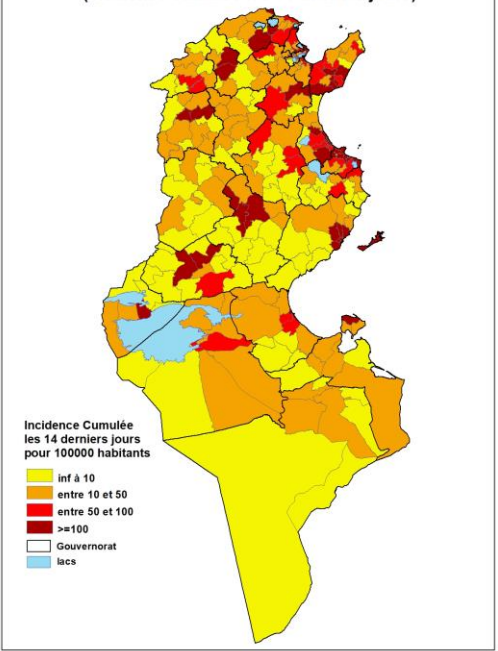 Incidence Cumulée
les 14 derniers jours
pour 100000 habitants
inf à 10
entre 10 et 50
entre 50 et 100
>=100
Gouvernorat
lacs